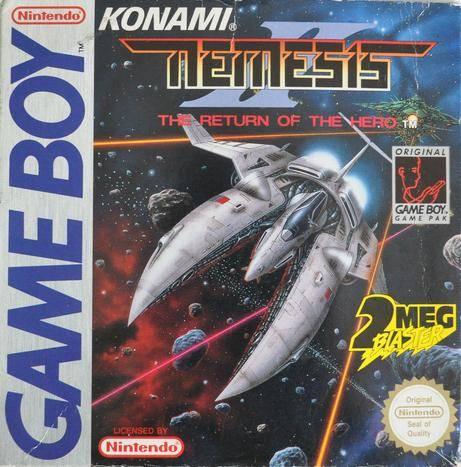 Nintendo®
GAME BOY
TM
KONAMI®
NEMESIS II
THE RETURN OF THE HERO TM
ORIGINAL
GAME BOY
GAME PAK
2 MEG
BLASTER
Original
Nintendo
Seal of
Quality
LICENSED BY
Nintendo